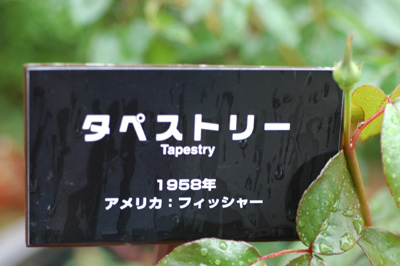 タペストリー
Tapestry
1958年
アメリカ：フィッシャー